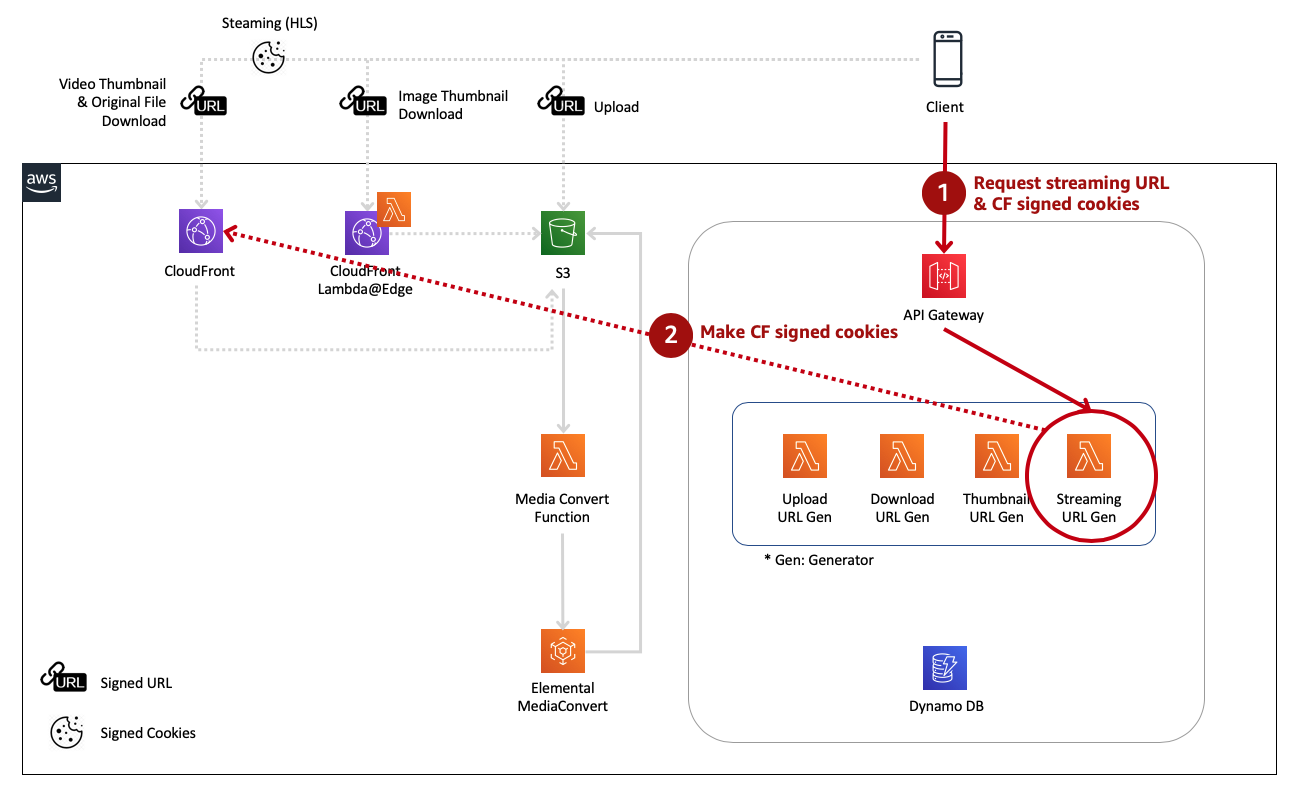 Steaming (HLS)
Video Thumbnail
& Original File
Download
URL
URL
Image Thumbnail
Download
URL
Upload
Client
aws
1
Request streaming URL
& CF signed cookies
CloudFront
CloudFront
Lambda@Edge
S3
API Gateway
2
Make CF signed cookies
Media Convert
Function
Upload
URL Gen
Download
URL Gen
Thumbnail
URL Gen
Streaming
URL Gen
* Gen: Generator
Elemental
MediaConvert
Dynamo DB
URL
Signed URL
Signed Cookies